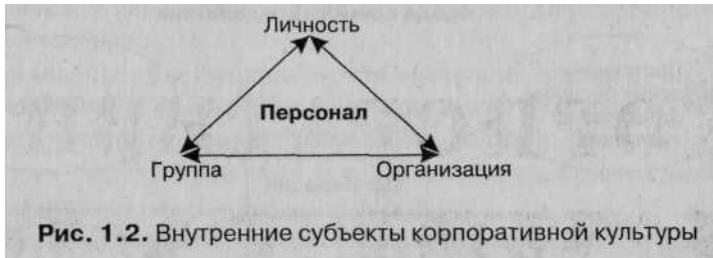 Личность
Персонал
Группа Организация
Рис. 1.2. Внутренние субъекты корпоративной культуры